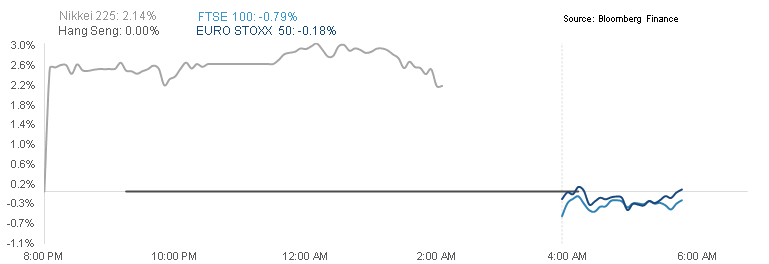 Nikkei 225: 2.14%
FTSE 100: -0.79%
Source: Bloomberg Finance
Hang Seng: 0.00%
EURO STOXX 50: -0.18%
3.0%
2.6%
2.2%
1.8%
1.4%
1.0%
0.6%
0.2%
-0.3%
-0.7%
-1.1%
8:00 PM
10:00 PM
12:00 AM
2:00 AM
4:00 AM
6:00 AM